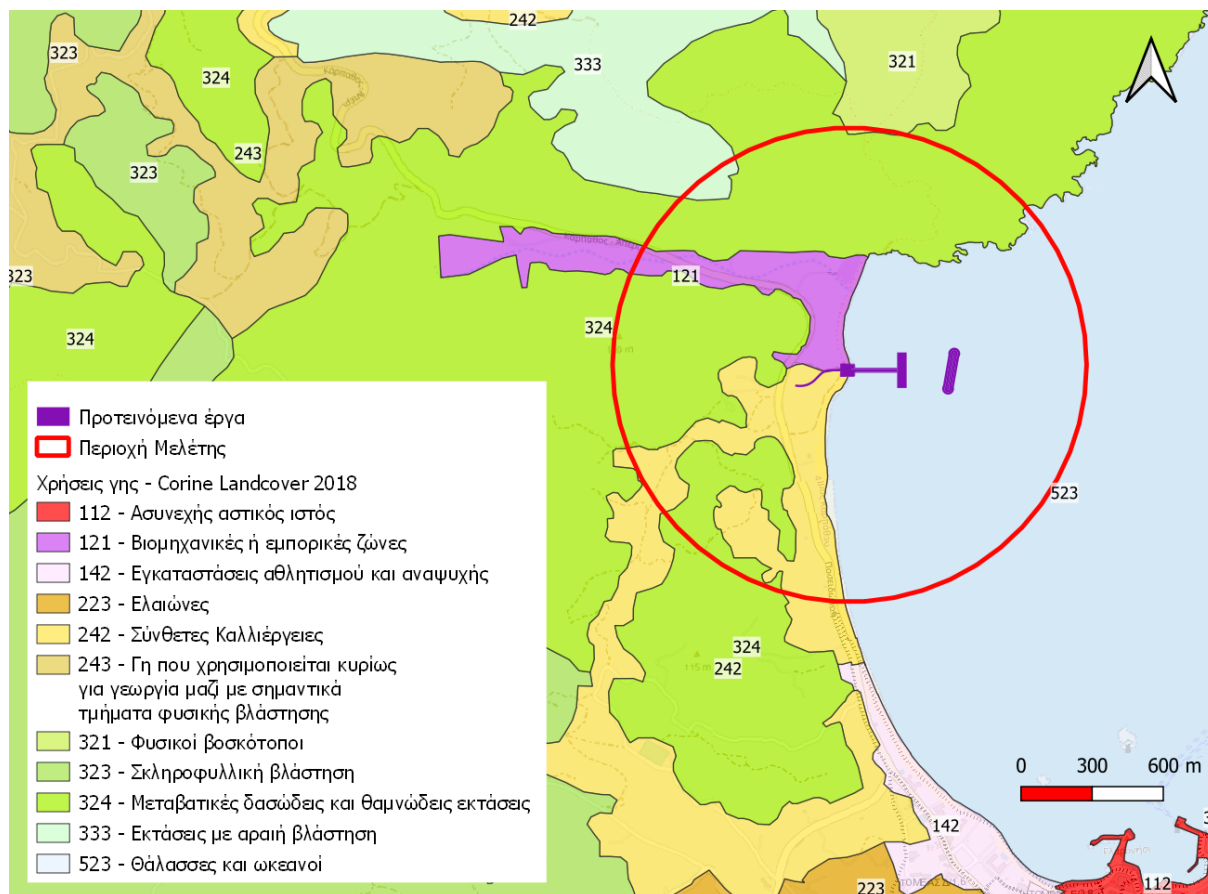 242
323
324
333
321
Κάρπαθος
243
323
Κάρπαθος - Απέρι
323
121
324
324
523
Προτεινόμενα έργα
Περιοχή Μελέτης
Χρήσεις γης - Corine Landcover 2018
112 - Ασυνεχής αστικός ιστός
121 - Βιομηχανικές ή εμπορικές ζώνες
142 - Εγκαταστάσεις αθλητισμού και αναψυχής
223 - Ελαιώνες
242 - Σύνθετες Καλλιέργειες
243 - Γη που χρησιμοποιείται κυρίως
για γεωργία μαζί με σημαντικά
τμήματα φυσικής βλάστησης
321 - Φυσικοί βοσκότοποι
323 - Σκληροφυλλική βλάστηση
324 - Μεταβατικές δασώδεις και θαμνώδεις εκτάσεις
333 - Εκτάσεις με αραιή βλάστηση
523 - Θάλασσες και ωκεανοί
324
115 m
242
0 300 600 m
142
112
223